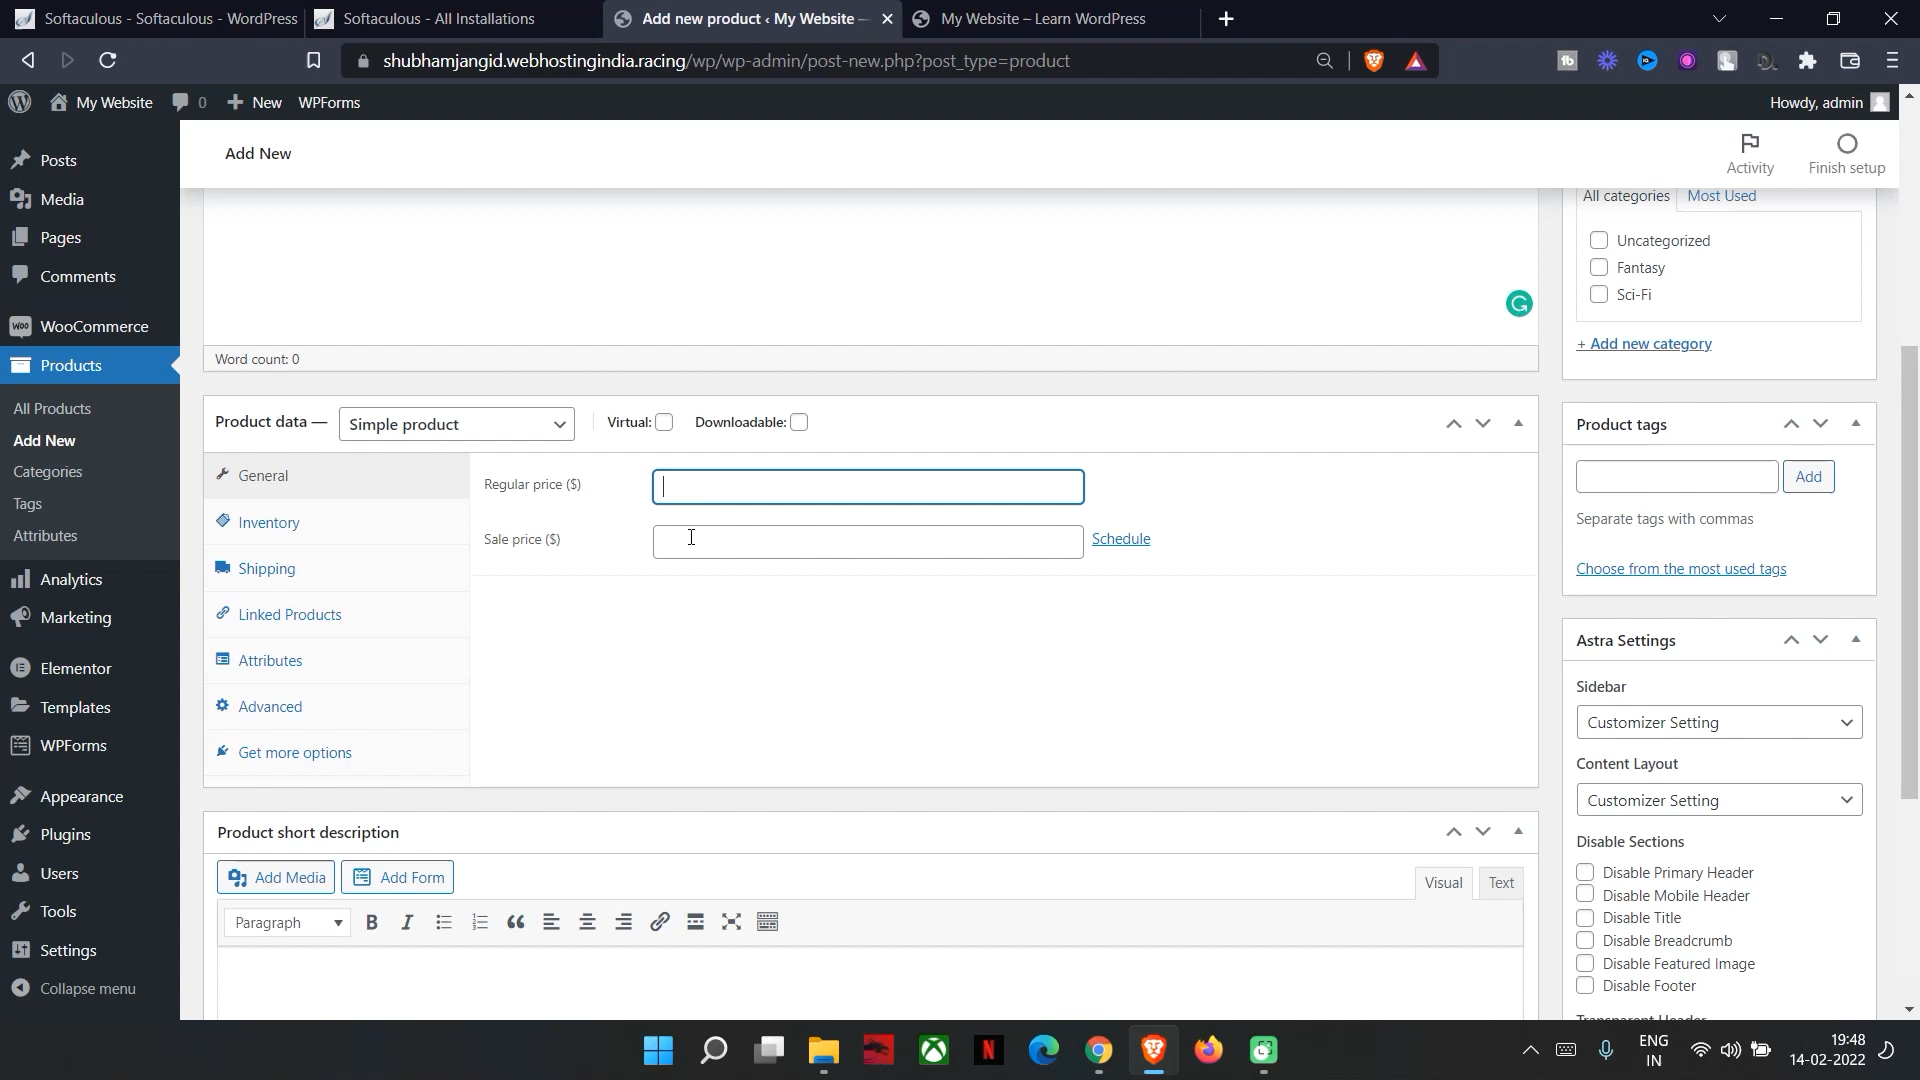 Softaculous - Softaculous - WordPress
Softaculous - All Installations
Add new product ‹ My Website —
My Website – Learn WordPress
shubhamjangid.webhostingindia.racing/wp/wp-admin/post-new.php?post_type=product
My Website
0
New
WPForms
Howdy, admin
Posts
Media
Pages
Comments
WooCommerce
Products
All Products
Add New
Categories
Tags
Attributes
Analytics
Marketing
Elementor
Templates
WPForms
Appearance
Plugins
Users
Tools
Settings
Collapse menu
Add New
Activity
Finish setup
Word count: 0
Product data —
Simple product
Virtual:
Downloadable:
General
Inventory
Shipping
Linked Products
Attributes
Advanced
Get more options
Regular price ($)
Sale price ($)
Schedule
Product short description
Add Media
Add Form
Visual
Text
Paragraph
B
I
All categories
Most Used
Uncategorized
Fantasy
Sci-Fi
+ Add new category
Product tags
Add
Separate tags with commas
Choose from the most used tags
Astra Settings
Sidebar
Customizer Setting
Content Layout
Customizer Setting
Disable Sections
Disable Primary Header
Disable Mobile Header
Disable Title
Disable Breadcrumb
Disable Featured Image
Disable Footer
Transparent Header
ENG
IN
19:48
14-02-2022